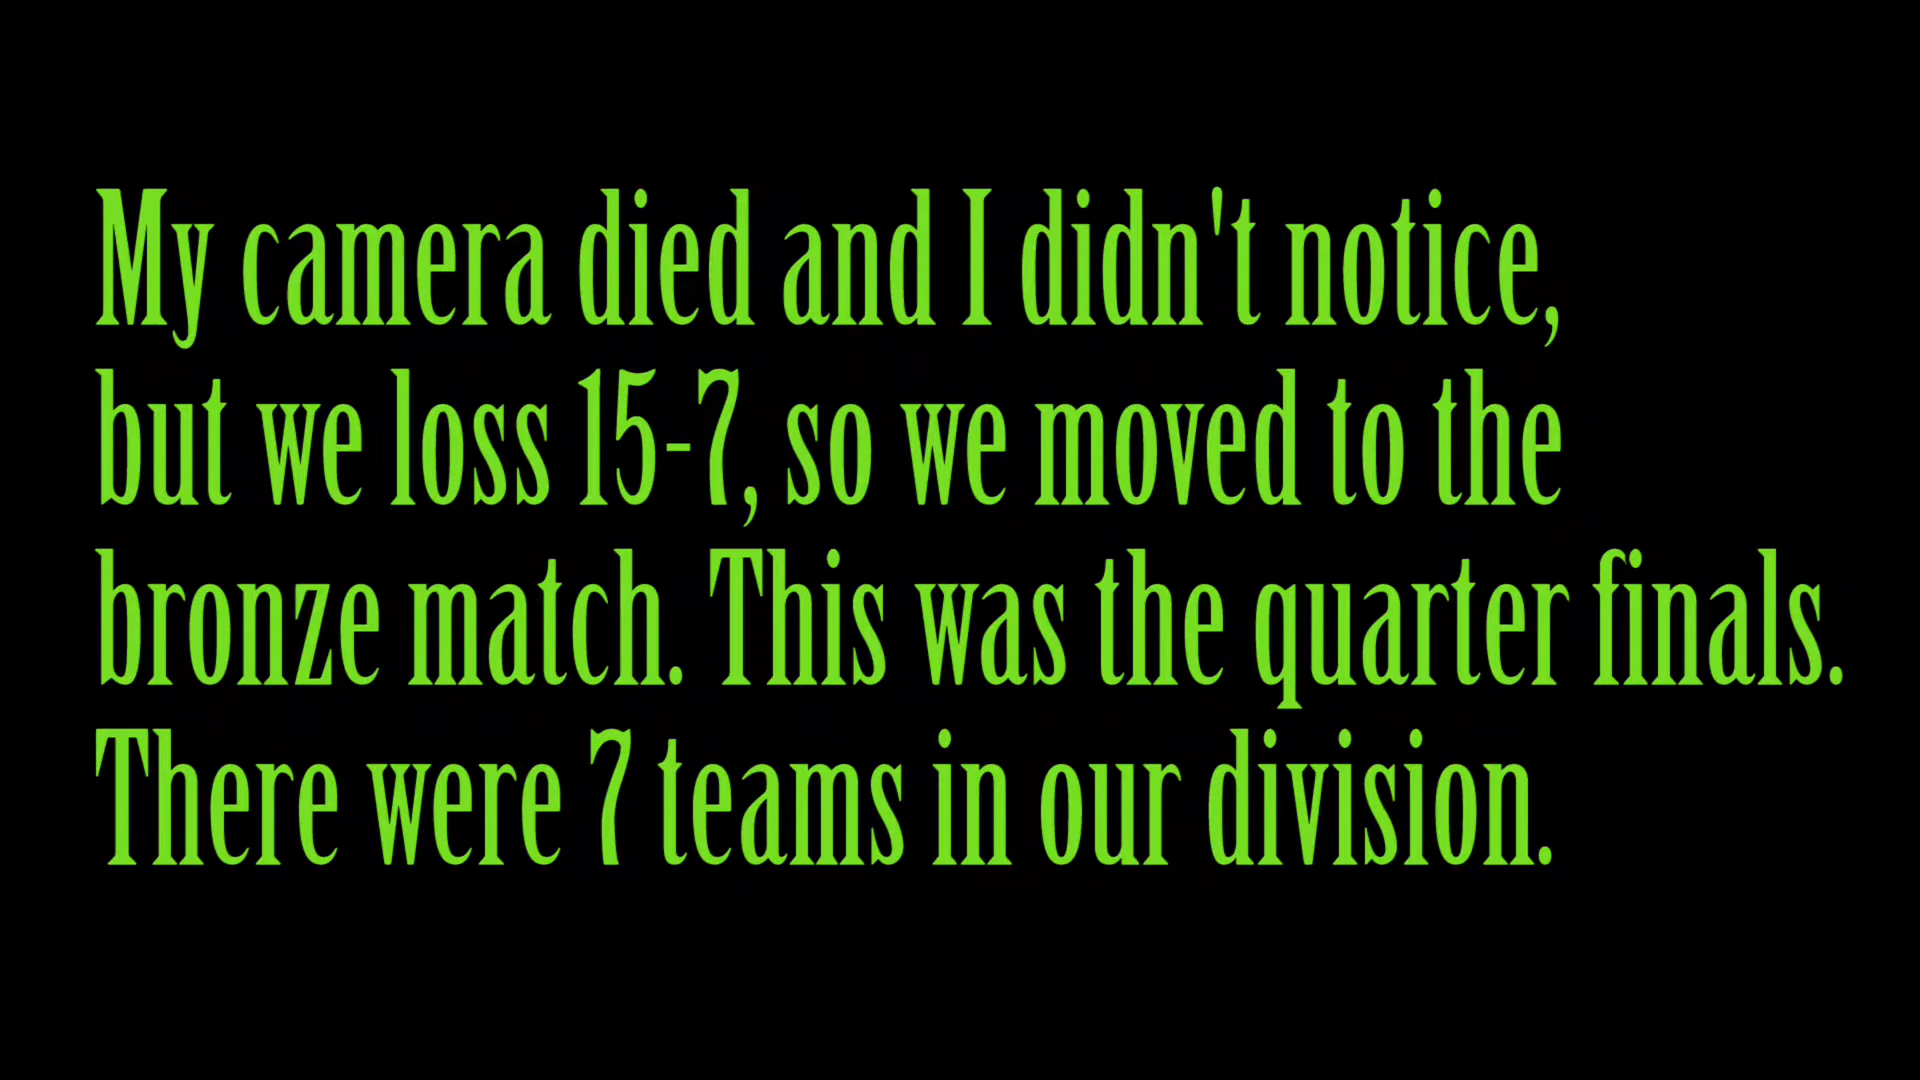 My camera died and I didn't notice,
but we loss 15-7, so we moved to the
bronze match. This was the quarter finals.
There were 7 teams in our division.